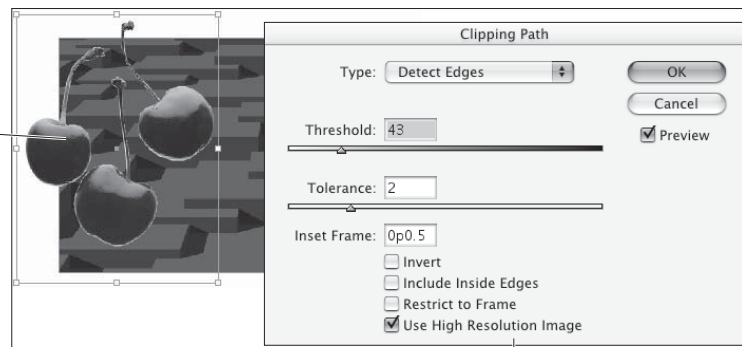 Clipping Path
Type: Detect Edges
OK
Cancel
Preview
Threshold: 43
Tolerance: 2
Inset Frame: 0p0.5
Invert
Include Inside Edges
Restrict to Frame
Use High Resolution Image